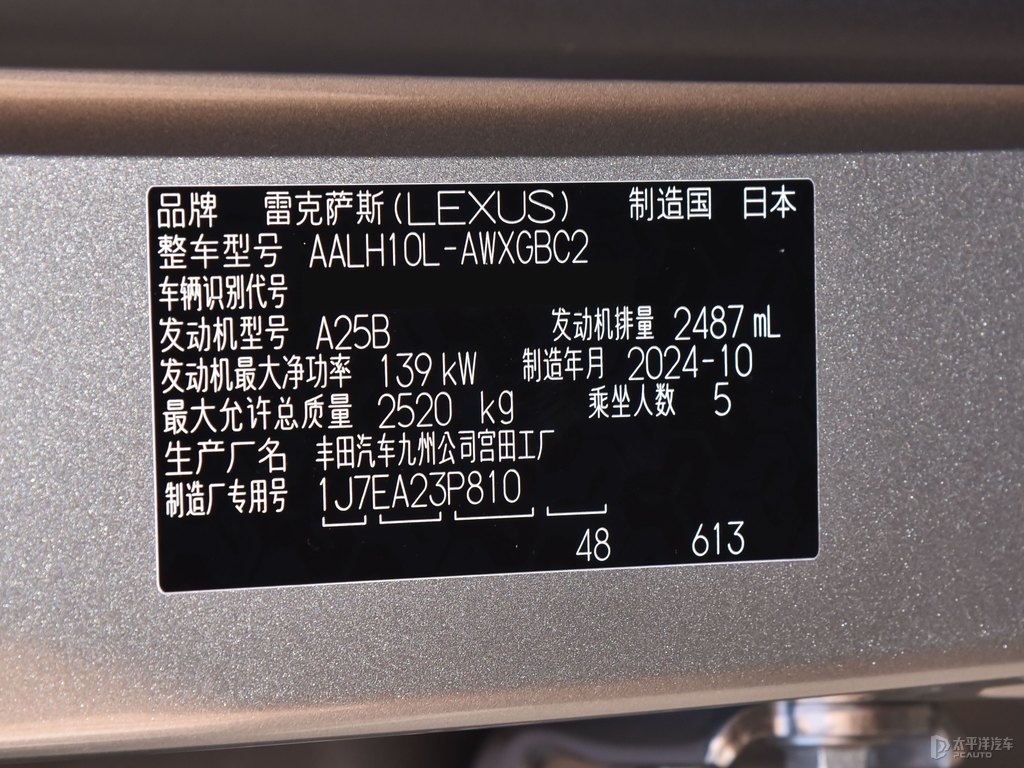 品牌 雷克萨斯(LEXUS) 制造国 日本
整车型号 AALH10L-AWXGBC2
车辆识别代号
发动机型号 A25B 发动机排量 2487 mL
发动机最大净功率 139 kW 制造年月 2024-10
最大允许总质量 2520 kg 乘坐人数 5
生产厂名 丰田汽车九州公司宫田工厂
制造厂专用号 1J7EA23P810
48 613
太平洋汽车
PCAUTO